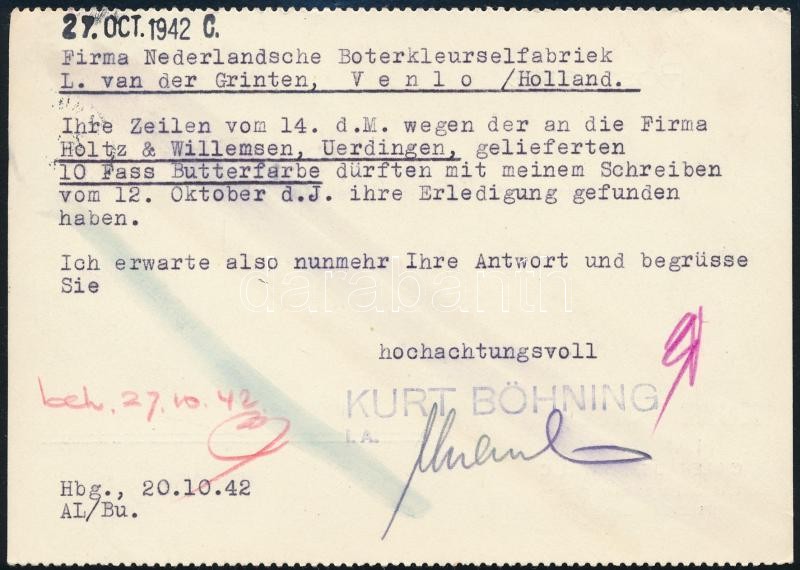 27. OCT. 1942 C.
Firma Nederlandsche Boterkleurselfabriek
L. van der Grinten, V e n l o /Holland.
Ihre Zeilen vom 14. d.M. wegen der an die Firma
Holtz & Willemsen, Uerdingen, gelieferten
10 Fass Butterfarbe dürften mit meinem Schreiben
vom 12. Oktober d.J. ihre Erledigung gefunden
haben.
Ich erwarte also nunmehr Ihre Antwort und begrüsse
Sie
darabanth
hochachtungsvoll
KURT BÖHNING
I. A.
beh. 27.10.42
Hbg., 20.10.42
AL/Bu.